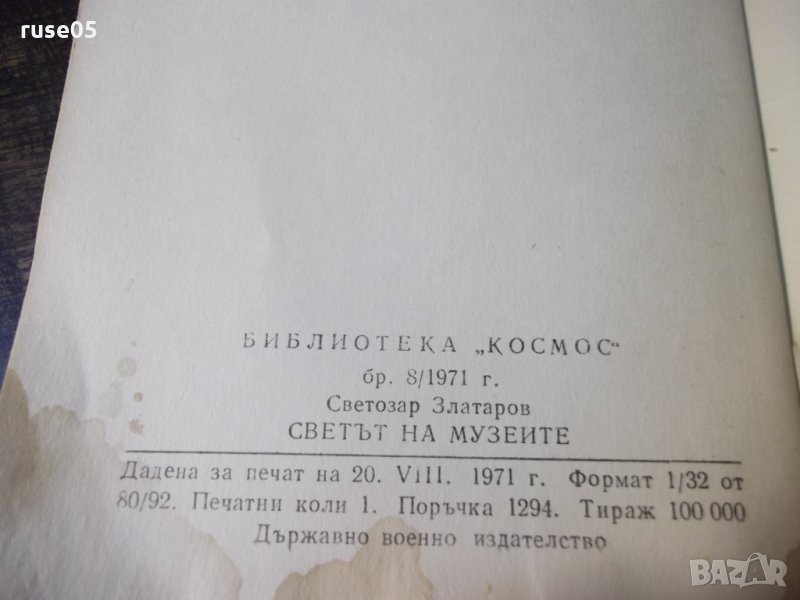 ruse05
БИБЛИОТЕКА „КОСМОС“
бр. 8/1971 г.
Светозар Златаров
СВЕТЪТ НА МУЗЕИТЕ
Дадена за печат на 20. VIII. 1971 г. Формат 1/32 от
80/92. Печатни коли 1. Поръчка 1294. Тираж 100 000
Държавно военно издателство
BAZAR